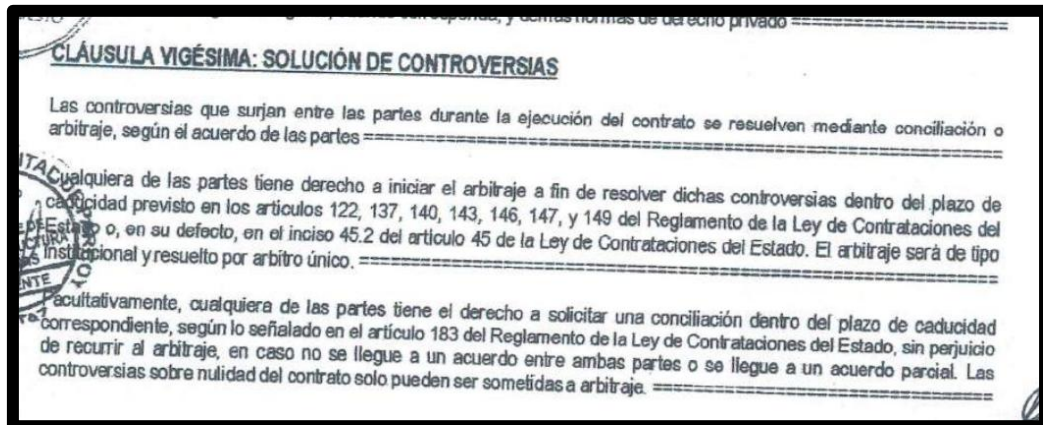 y demás normas de derecho privado ==================
CLÁUSULA VIGÉSIMA: SOLUCIÓN DE CONTROVERSIAS
Las controversias que surjan entre las partes durante la ejecución del contrato se resuelven mediante conciliación o
arbitraje, según el acuerdo de las partes ==================
Cualquiera de las partes tiene derecho a iniciar el arbitraje a fin de resolver dichas controversias dentro del plazo de
caducidad previsto en los artículos 122, 137, 140, 143, 146, 147, y 149 del Reglamento de la Ley de Contrataciones del
Estado o, en su defecto, en el inciso 45.2 del artículo 45 de la Ley de Contrataciones del Estado. El arbitraje será de tipo
institucional y resuelto por arbitro único. ==================
Facultativamente, cualquiera de las partes tiene el derecho a solicitar una conciliación dentro del plazo de caducidad
correspondiente, según lo señalado en el artículo 183 del Reglamento de la Ley de Contrataciones del Estado, sin perjuicio
de recurrir al arbitraje, en caso no se llegue a un acuerdo entre ambas partes o se llegue a un acuerdo parcial. Las
controversias sobre nulidad del contrato solo pueden ser sometidas a arbitraje. ==================